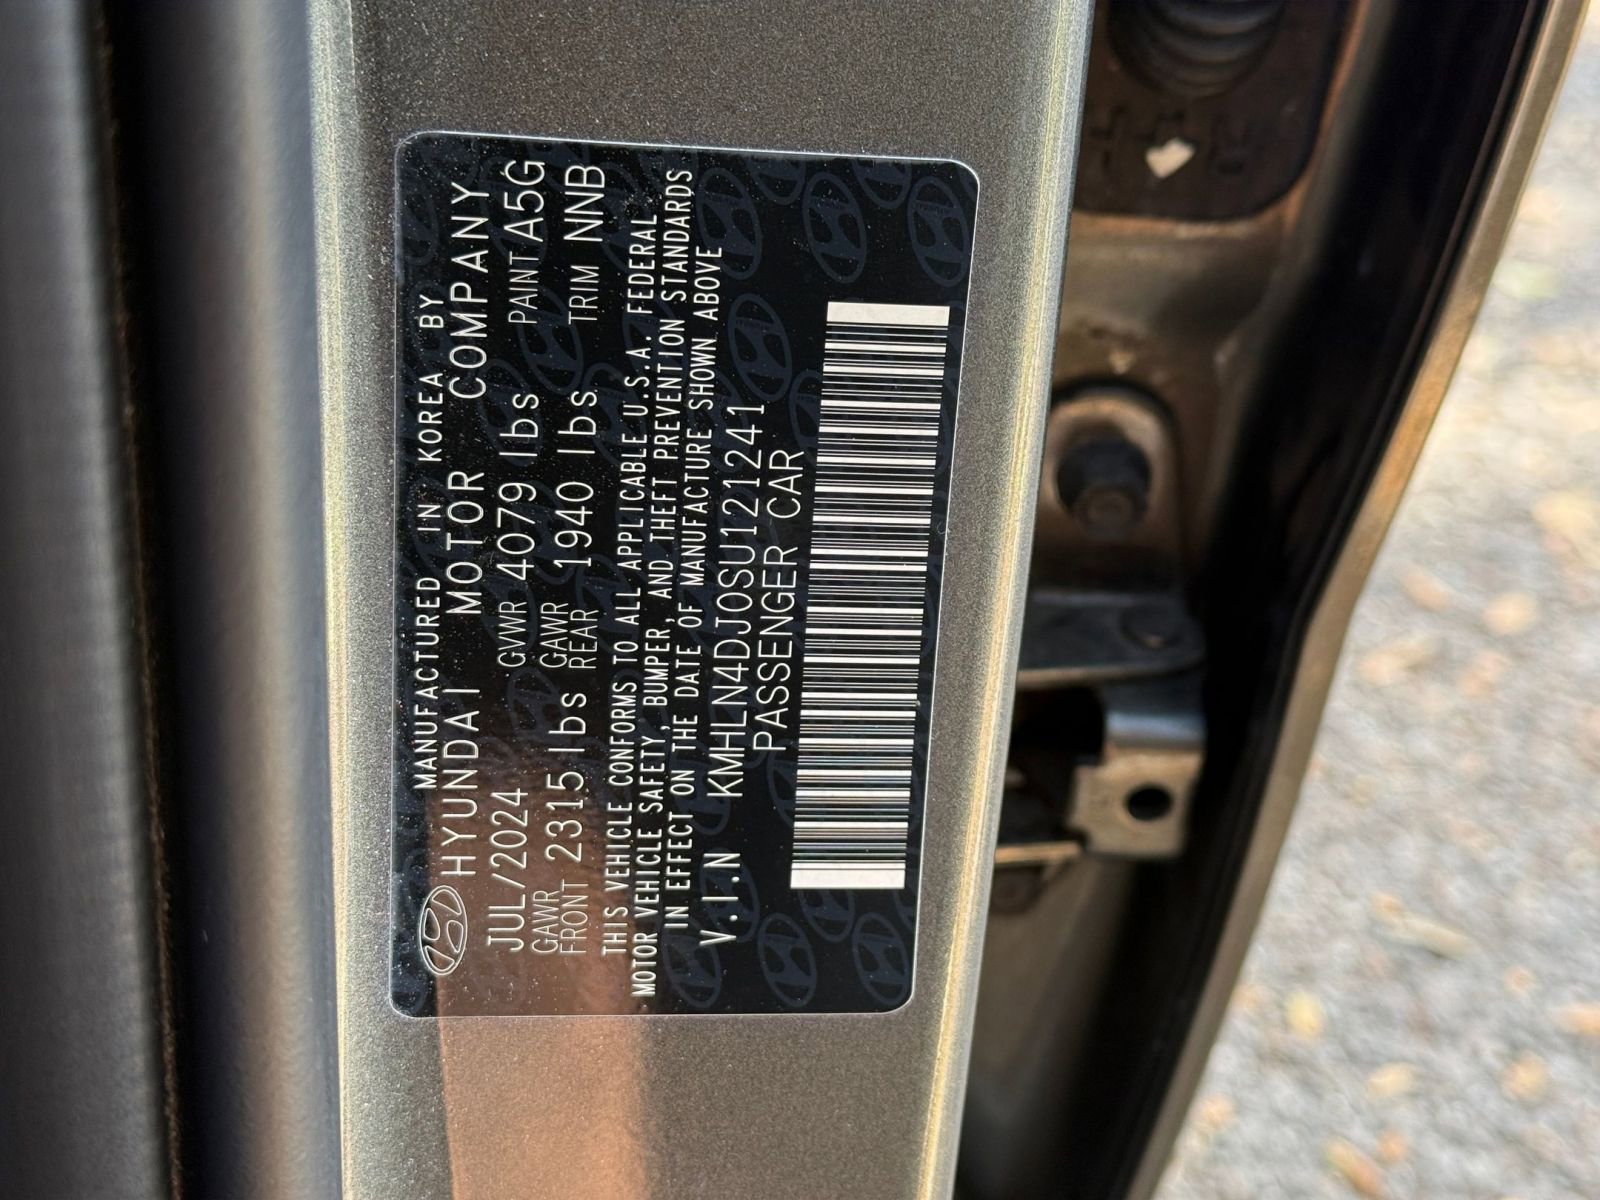 MANUFACTURED IN KOREA BY
HYUNDAI MOTOR COMPANY
JUL/2024 GVWR 4079 lbs PAINT A5G
GAWR FRONT 2315 lbs GAWR REAR 1940 lbs TRIM NNB
THIS VEHICLE CONFORMS TO ALL APPLICABLE U.S.A. FEDERAL
MOTOR VEHICLE SAFETY, BUMPER, AND THEFT PREVENTION STANDARDS
IN EFFECT ON THE DATE OF MANUFACTURE SHOWN ABOVE
V.I.N KMHLN4DJ0SU121241
PASSENGER CAR